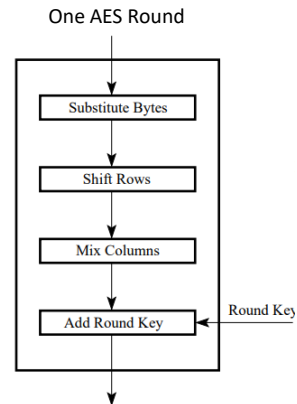 One AES Round
Substitute Bytes
Shift Rows
Mix Columns
Round Key
Add Round Key